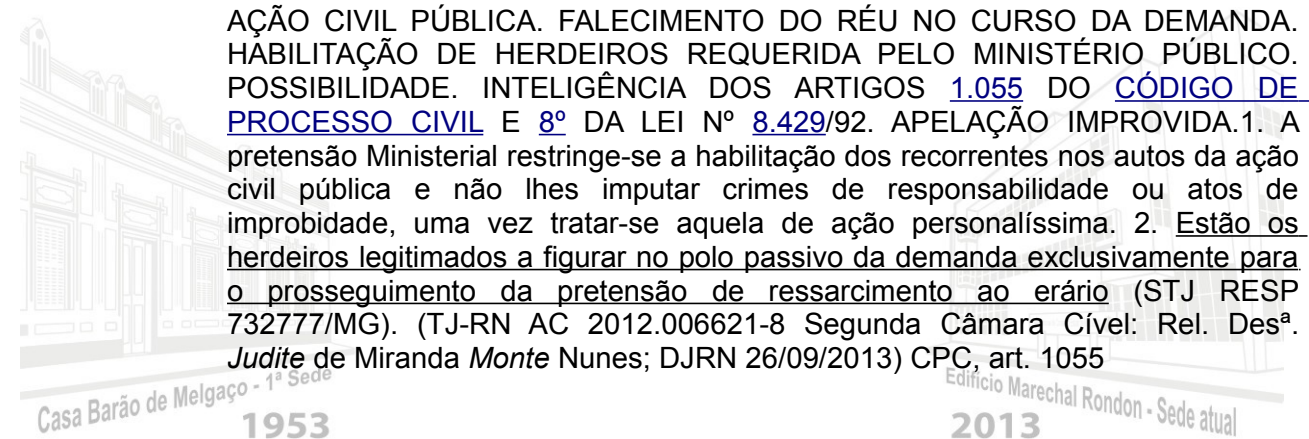 AÇÃO CIVIL PÚBLICA. FALECIMENTO DO RÉU NO CURSO DA DEMANDA.
HABILITAÇÃO DE HERDEIROS REQUERIDA PELO MINISTÉRIO PÚBLICO.
POSSIBILIDADE. INTELIGÊNCIA DOS ARTIGOS 1.055 DO CÓDIGO DE
PROCESSO CIVIL E 8º DA LEI Nº 8.429/92. APELAÇÃO IMPROVIDA.1. A
pretensão Ministerial restringe-se a habilitação dos recorrentes nos autos da ação
civil pública e não lhes imputar crimes de responsabilidade ou atos de
improbidade, uma vez tratar-se aquela de ação personalíssima. 2. Estão os
herdeiros legitimados a figurar no polo passivo da demanda exclusivamente para
o prosseguimento da pretensão de ressarcimento ao erário (STJ RESP
732777/MG). (TJ-RN AC 2012.006621-8 Segunda Câmara Cível: Rel. Desª.
Judite de Miranda Monte Nunes; DJRN 26/09/2013) CPC, art. 1055
Casa Barão de Melgaço - 1ª Sede
1953
Edifício Marechal Rondon - Sede atual
2013